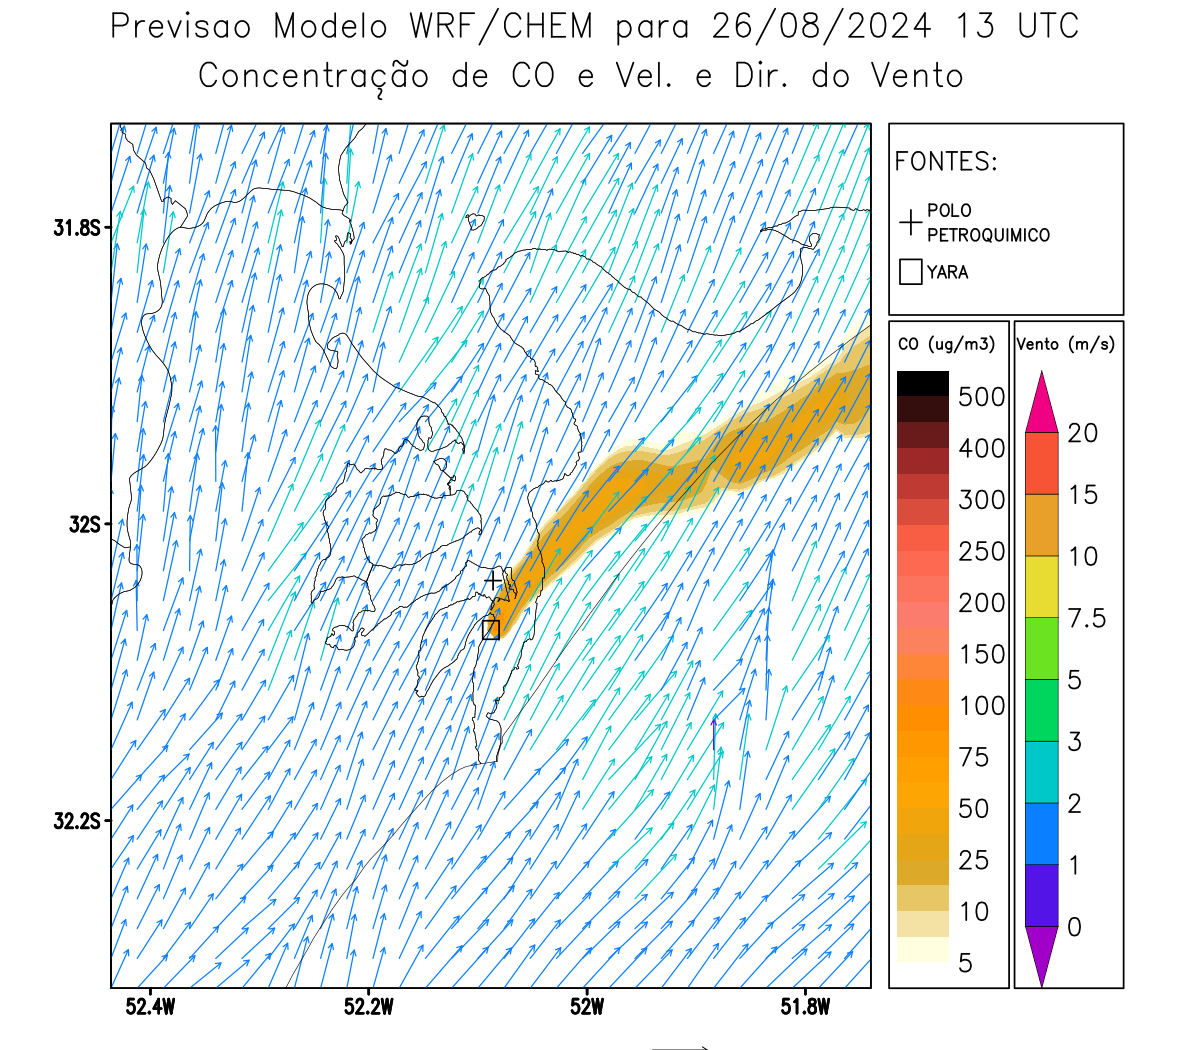 Previsao Modelo WRF/CHEM para 26/08/2024 13 UTC
Concentração de CO e Vel. e Dir. do Vento
FONTES:
POLO
PETROQUIMICO
YARA
CO (ug/m3)
500
400
300
250
200
150
100
75
50
25
10
5
Vento (m/s)
20
15
10
7.5
5
3
2
1
0
31.8S
32S
32.2S
52.4W
52.2W
52W
51.8W